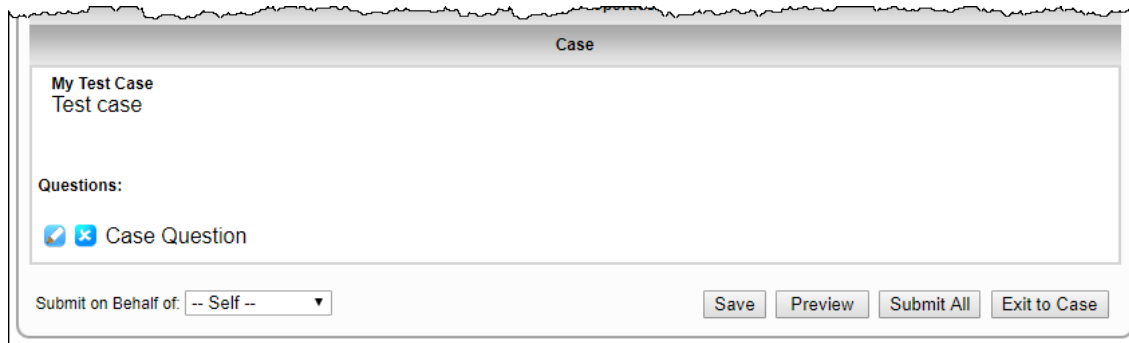 Case
My Test Case
Test case
Questions:
Case Question
Submit on Behalf of: -- Self --
Save Preview Submit All Exit to Case